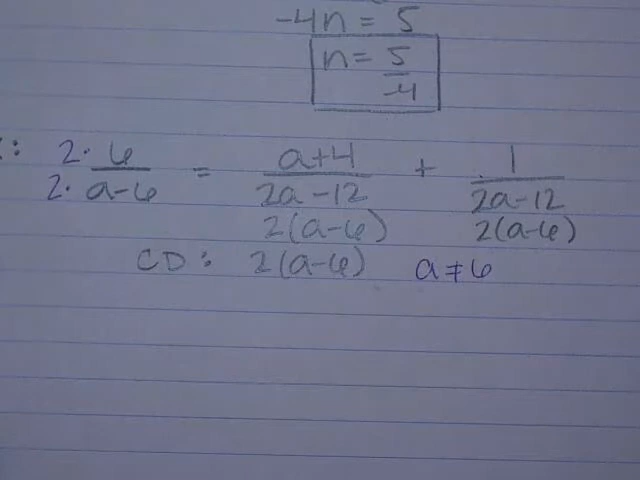 -4n = 5
n = 5/-4
: 2· 6 / 2· a-6 = a+4 / 2a-12 + 1 / 2a-12
2(a-6) 2(a-6)
CD: 2(a-6) a≠6